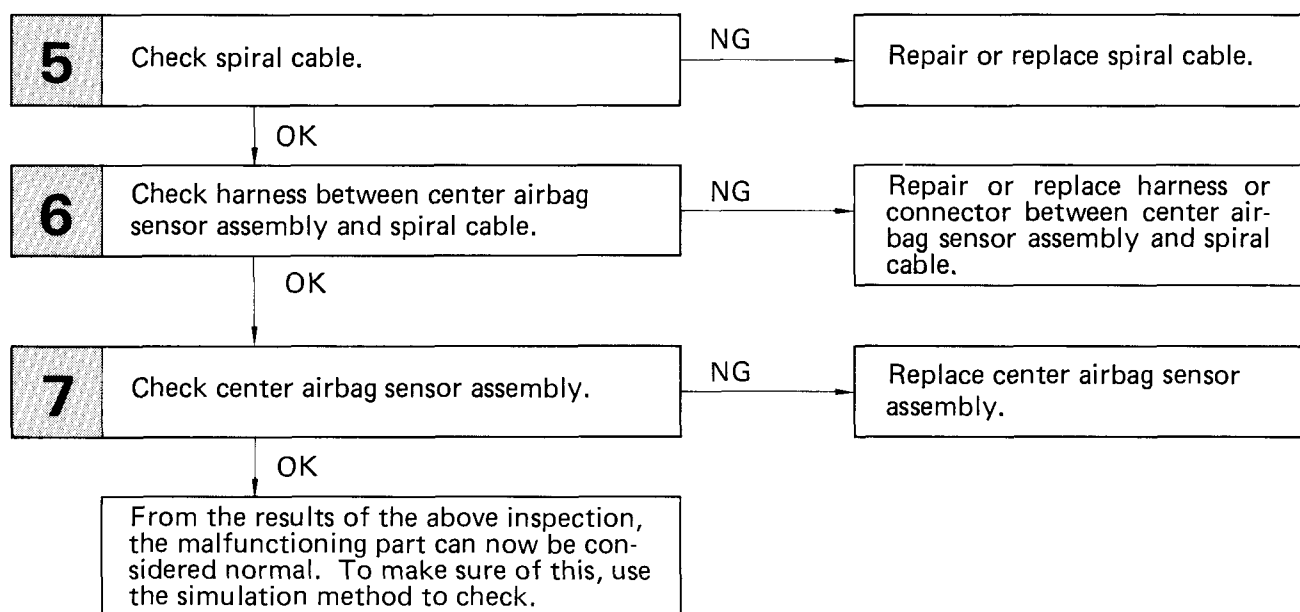 5
Check spiral cable.
NG
Repair or replace spiral cable.
OK
6
Check harness between center airbag
sensor assembly and spiral cable.
NG
Repair or replace harness or
connector between center air-
bag sensor assembly and spiral
cable.
OK
7
Check center airbag sensor assembly.
NG
Replace center airbag sensor
assembly.
OK
From the results of the above inspection,
the malfunctioning part can now be con-
sidered normal. To make sure of this, use
the simulation method to check.